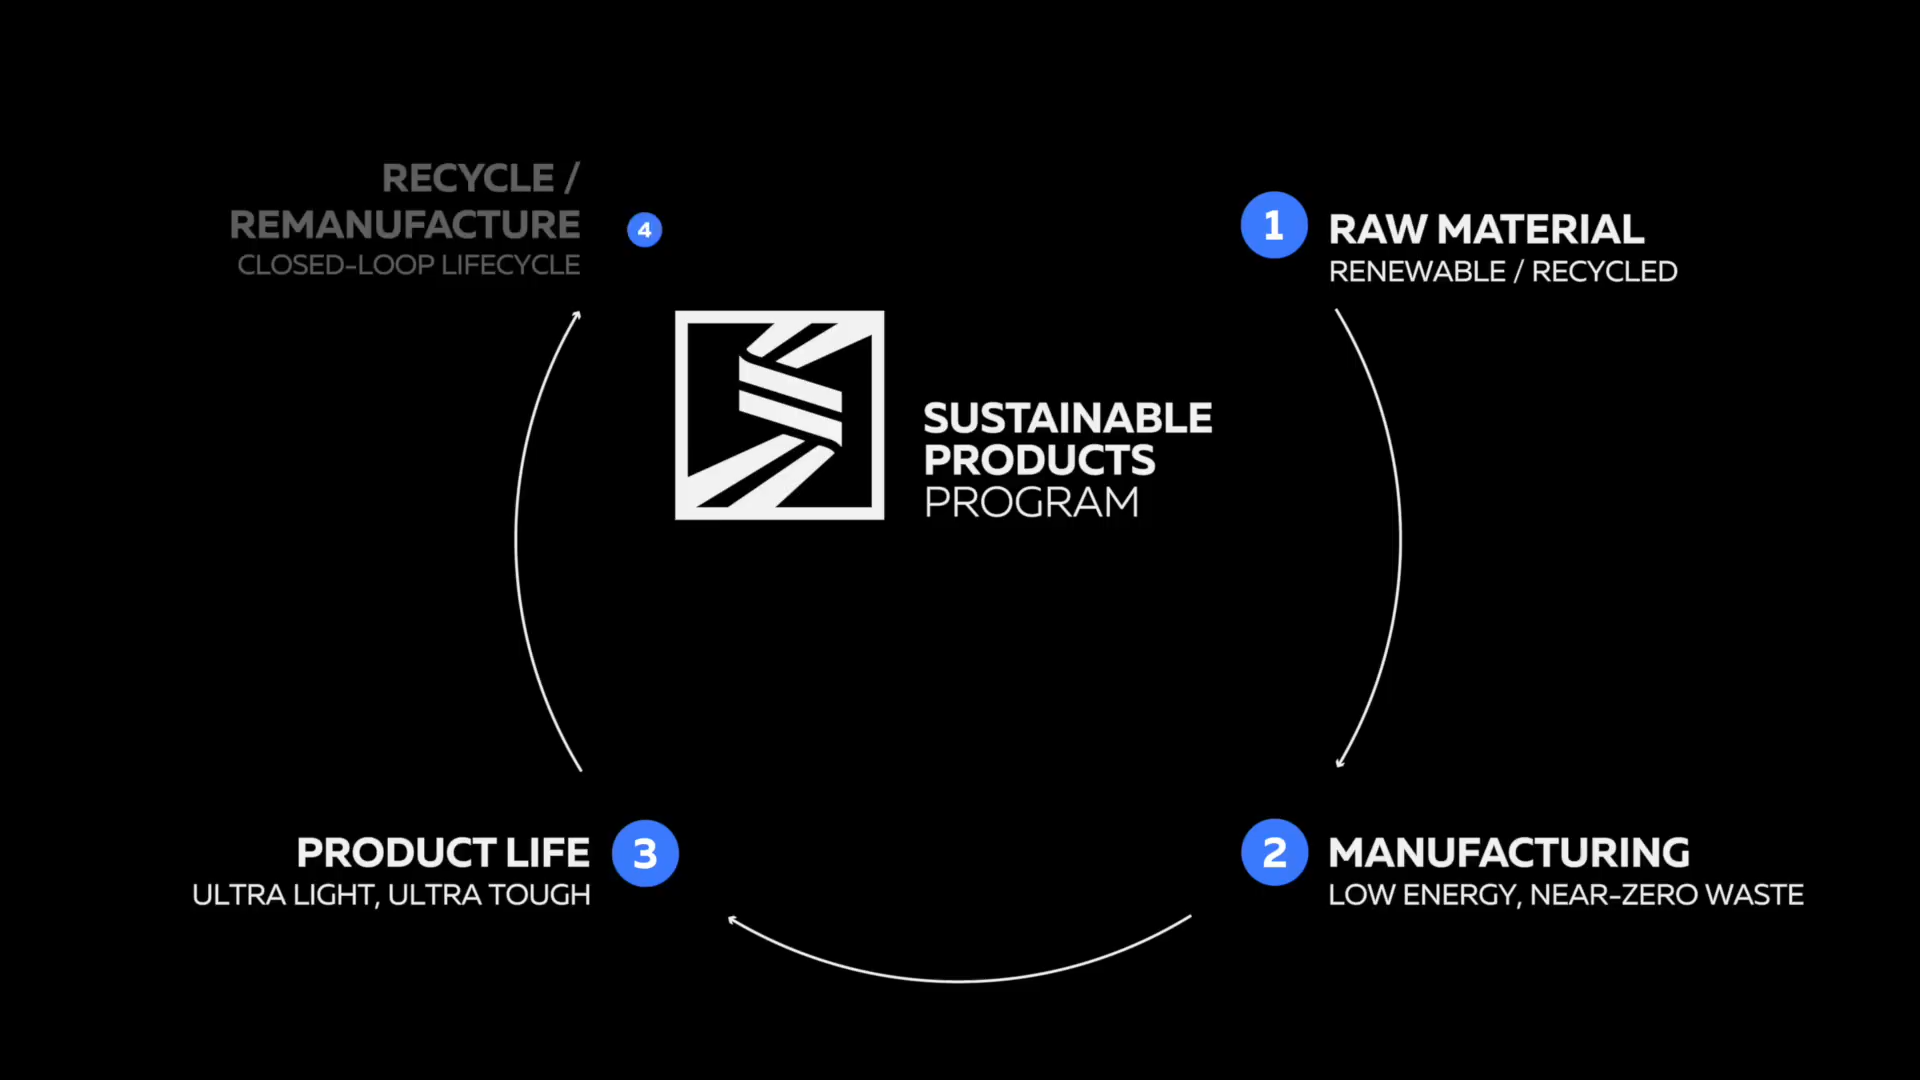 RECYCLE /
REMANUFACTURE
CLOSED-LOOP LIFECYCLE
4
1
RAW MATERIAL
RENEWABLE / RECYCLED
SUSTAINABLE
PRODUCTS
PROGRAM
PRODUCT LIFE
ULTRA LIGHT, ULTRA TOUGH
3
2
MANUFACTURING
LOW ENERGY, NEAR-ZERO WASTE